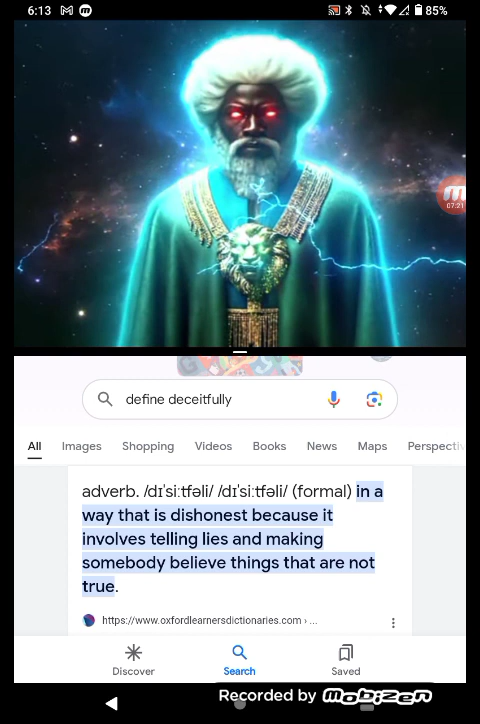 6:13
85%
07:21
define deceitfully
All Images Shopping Videos Books News Maps Perspectiv
adverb. /dɪˈsiːtfəli/ /dɪˈsiːtfəli/ (formal) in a
way that is dishonest because it
involves telling lies and making
somebody believe things that are not
true.
https://www.oxfordlearnersdictionaries.com › ...
Discover Search Saved
Recorded by Mobizen